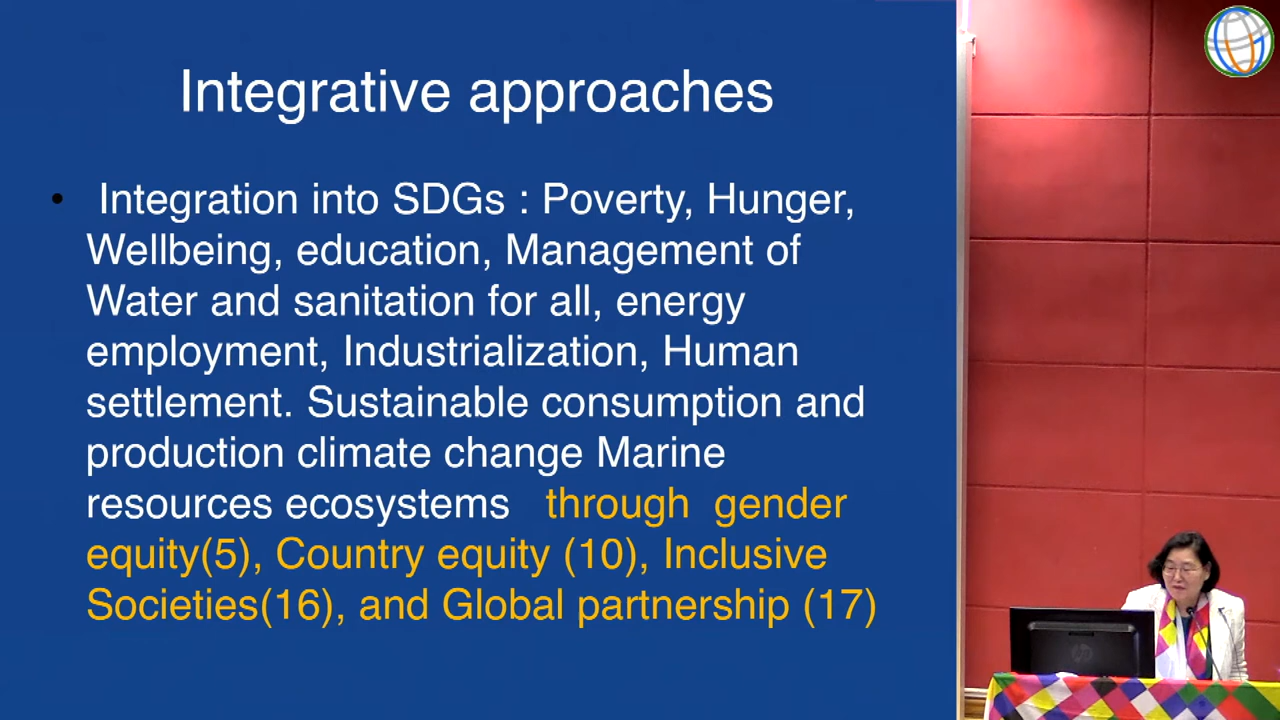 Integrative approaches
• Integration into SDGs : Poverty, Hunger,
Wellbeing, education, Management of
Water and sanitation for all, energy
employment, Industrialization, Human
settlement. Sustainable consumption and
production climate change Marine
resources ecosystems through gender
equity(5), Country equity (10), Inclusive
Societies(16), and Global partnership (17)
hp